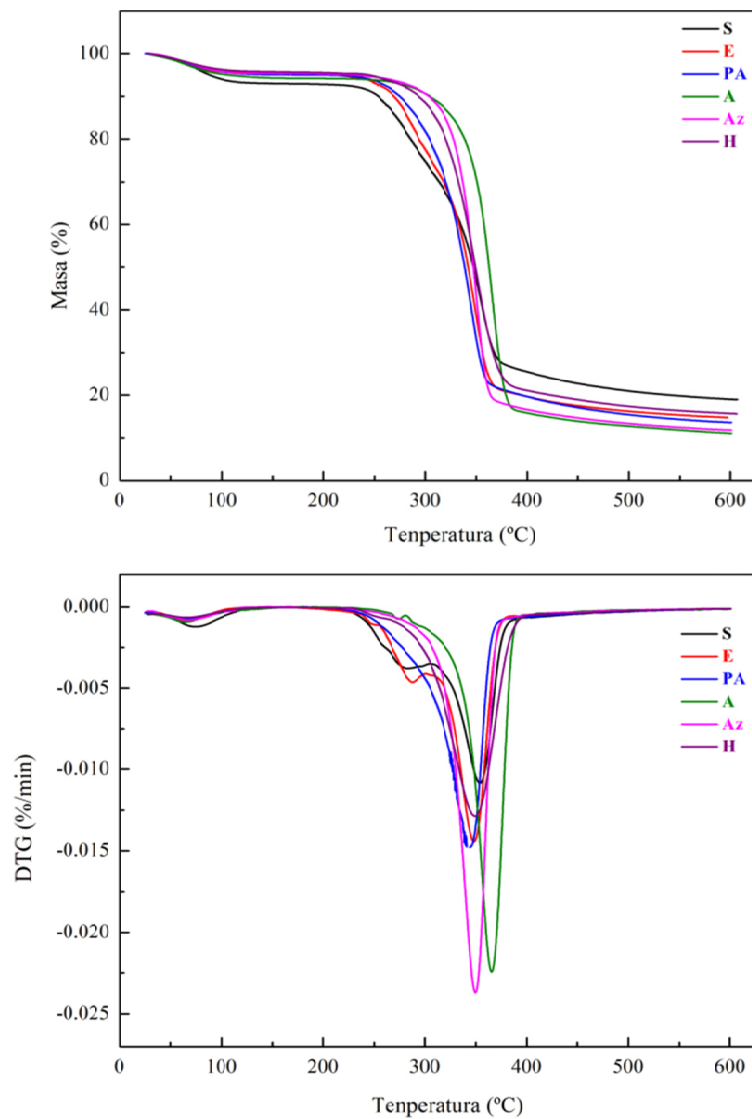 100
80
60
40
20
0
Masa (%)
S
E
PA
A
Az
H
0 100 200 300 400 500 600
Tenperatura (ºC)
0.000
-0.005
-0.010
-0.015
-0.020
-0.025
DTG (%/min)
S
E
PA
A
Az
H
0 100 200 300 400 500 600
Tenperatura (ºC)